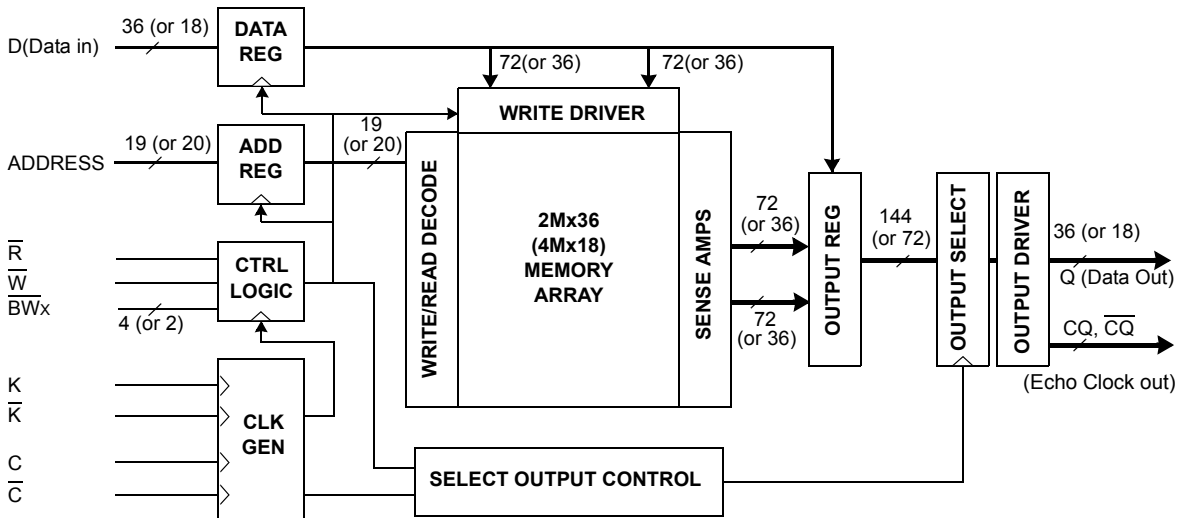 D(Data in)
36 (or 18)
DATA
REG
72(or 36)
72(or 36)
WRITE DRIVER
ADDRESS
19 (or 20)
ADD
REG
19
(or 20)
WRITE/READ DECODE
2Mx36
(4Mx18)
MEMORY
ARRAY
SENSE AMPS
72
(or 36)
72
(or 36)
OUTPUT REG
144
(or 72)
OUTPUT SELECT
OUTPUT DRIVER
36 (or 18)
Q (Data Out)
CQ, C̅Q̅
(Echo Clock out)
R̅
W̅
B̅W̅x
4 (or 2)
CTRL
LOGIC
K
K̅
C
C̅
CLK
GEN
SELECT OUTPUT CONTROL